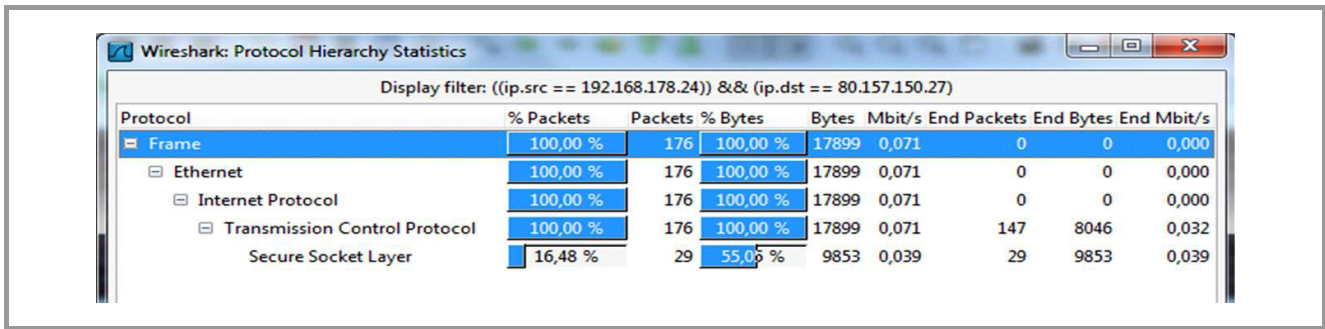 Wireshark: Protocol Hierarchy Statistics
Display filter: ((ip.src == 192.168.178.24)) && (ip.dst == 80.157.150.27)
Protocol % Packets Packets % Bytes Bytes Mbit/s End Packets End Bytes End Mbit/s
Frame 100,00 % 176 100,00 % 17899 0,071 0 0 0,000
Ethernet 100,00 % 176 100,00 % 17899 0,071 0 0 0,000
Internet Protocol 100,00 % 176 100,00 % 17899 0,071 0 0 0,000
Transmission Control Protocol 100,00 % 176 100,00 % 17899 0,071 147 8046 0,032
Secure Socket Layer 16,48 % 29 55,05 % 9853 0,039 29 9853 0,039